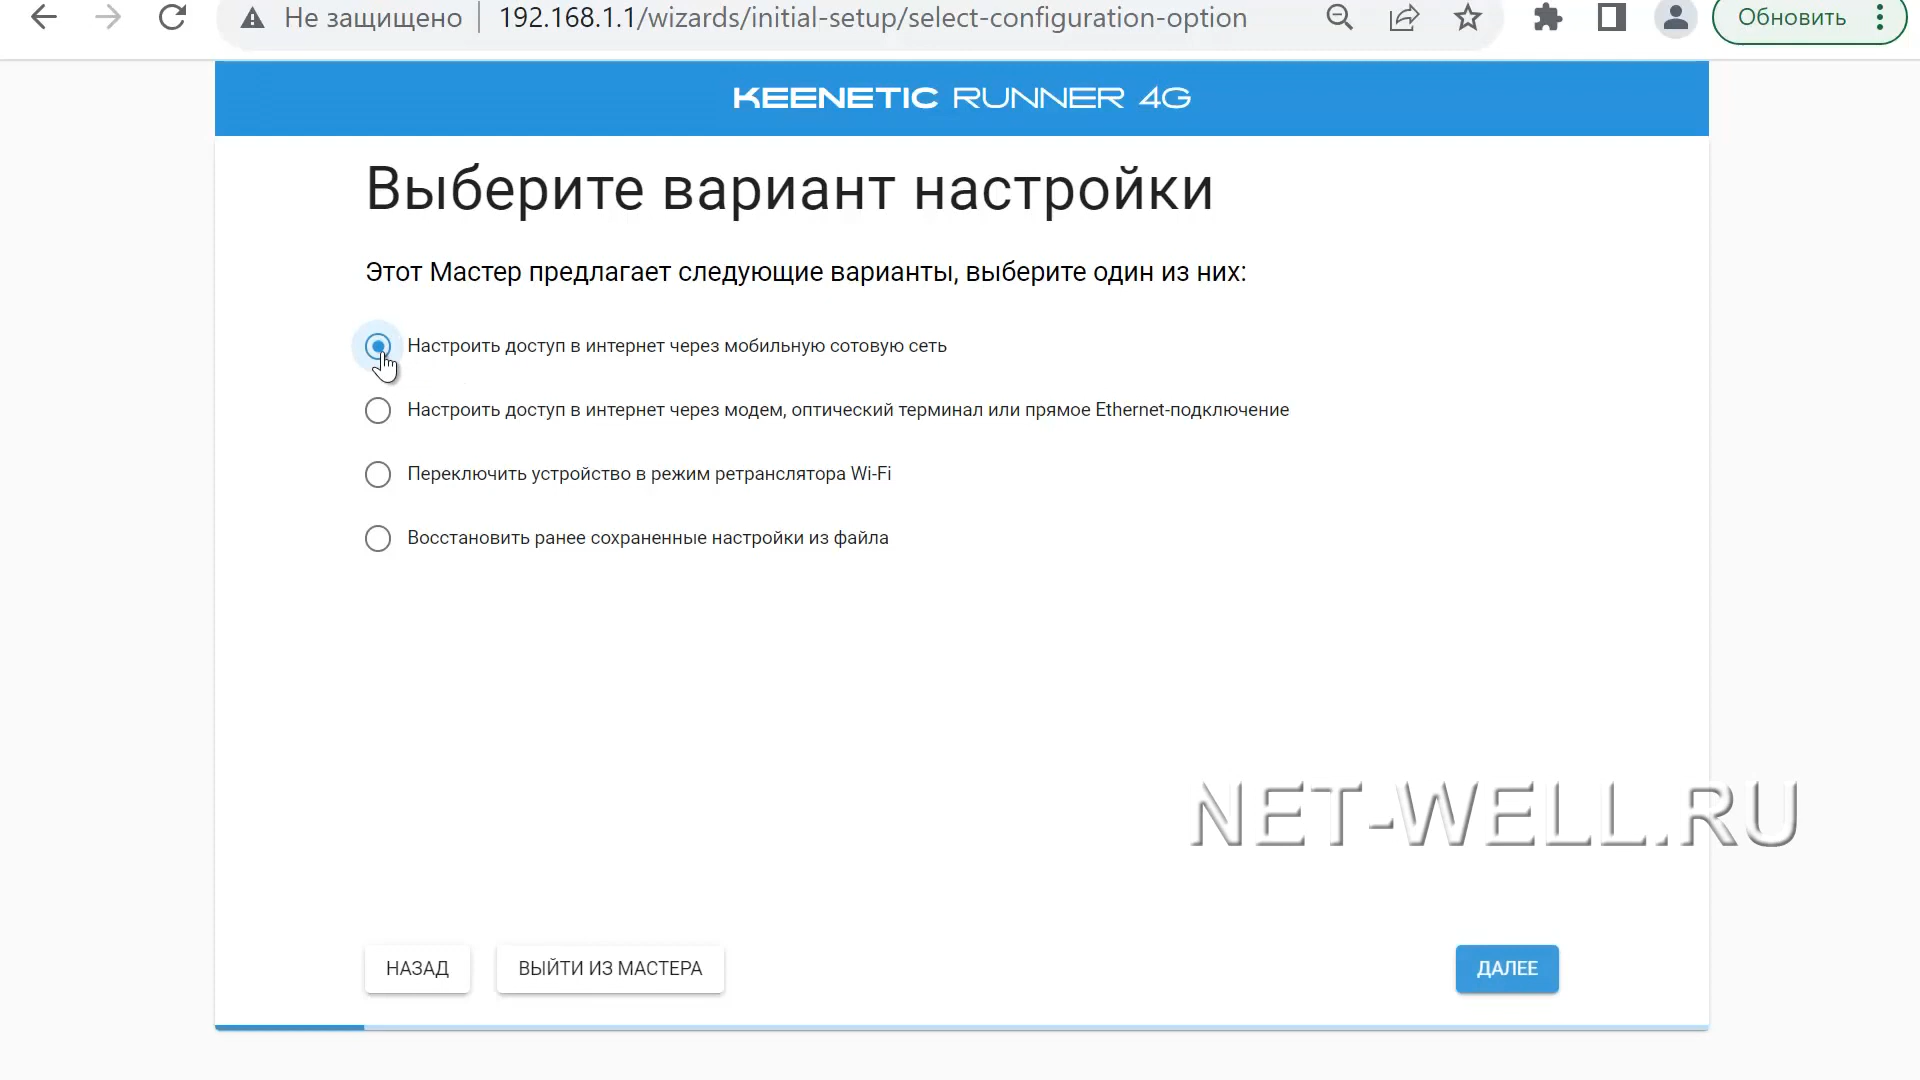 Не защищено | 192.168.1.1/wizards/initial-setup/select-configuration-option
Обновить
KEENETIC RUNNER 4G
Выберите вариант настройки
Этот Мастер предлагает следующие варианты, выберите один из них:
Настроить доступ в интернет через мобильную сотовую сеть
Настроить доступ в интернет через модем, оптический терминал или прямое Ethernet-подключение
Переключить устройство в режим ретранслятора Wi-Fi
Восстановить ранее сохраненные настройки из файла
NET-WELL.RU
НАЗАД
ВЫЙТИ ИЗ МАСТЕРА
ДАЛЕЕ